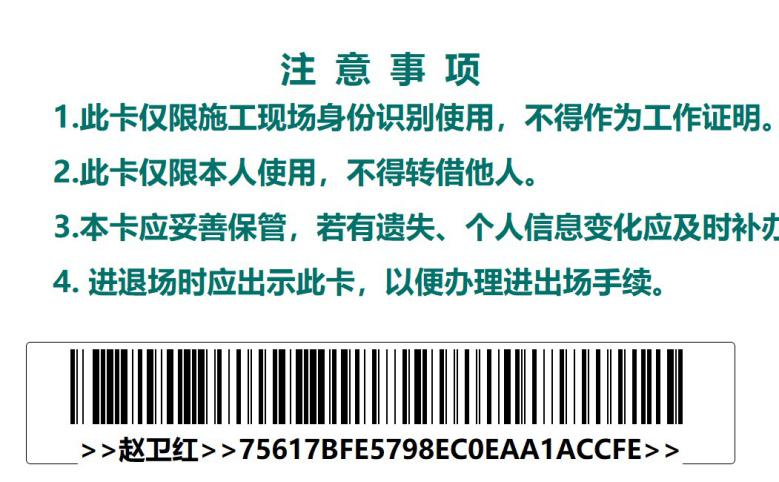 注意事项
1.此卡仅限施工现场身份识别使用，不得作为工作证明。
2.此卡仅限本人使用，不得转借他人。
3.本卡应妥善保管，若有遗失、个人信息变化应及时补办
4. 进退场时应出示此卡，以便办理进出场手续。
>>赵卫红>>75617BFE5798EC0EAA1ACCFE>>